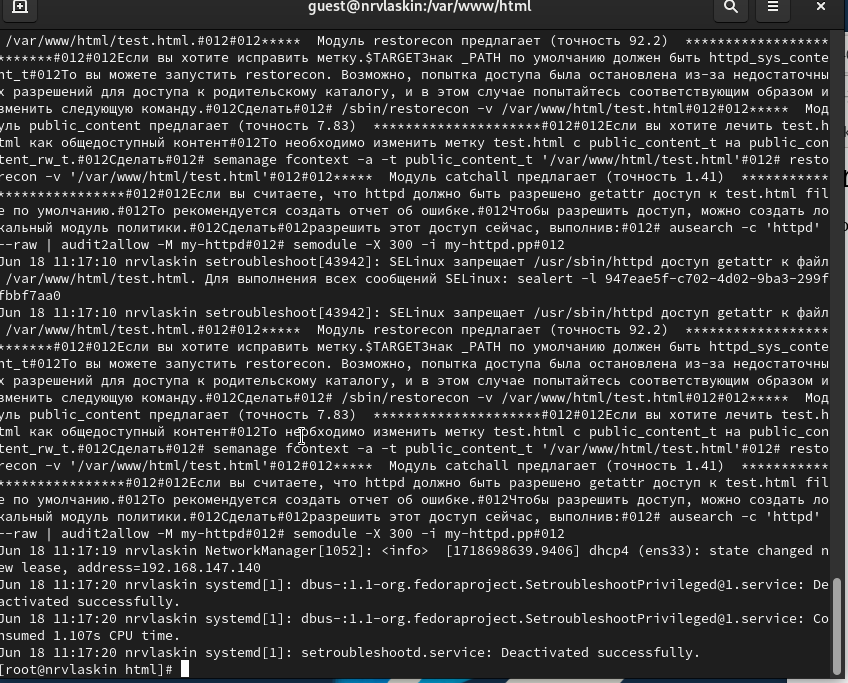 guest@nrvlaskin:/var/www/html
/var/www/html/test.html.#012#012*****  Модуль restorecon предлагает (точность 92.2)  ******************
*******#012#012Если вы хотите исправить метку.$TARGETЗнак _PATH по умолчанию должен быть httpd_sys_conte
nt_t#012То вы можете запустить restorecon. Возможно, попытка доступа была остановлена из-за недостаточны
х разрешений для доступа к родительскому каталогу, и в этом случае попытайтесь соответствующим образом и
зменить следующую команду.#012Сделать#012# /sbin/restorecon -v /var/www/html/test.html#012#012*****  Мод
уль public_content предлагает (точность 7.83)  *********************#012#012Если вы хотите лечить test.h
tml как общедоступный контент#012То необходимо изменить метку test.html с public_content_t на public_con
tent_rw_t.#012Сделать#012# semanage fcontext -a -t public_content_t '/var/www/html/test.html'#012# resto
recon -v '/var/www/html/test.html'#012#012*****  Модуль catchall предлагает (точность 1.41)  ***********
****************#012#012Если вы считаете, что httpd должно быть разрешено getattr доступ к test.html fil
e по умолчанию.#012То рекомендуется создать отчет об ошибке.#012Чтобы разрешить доступ, можно создать ло
кальный модуль политики.#012Сделать#012разрешить этот доступ сейчас, выполнив:#012# ausearch -c 'httpd'
--raw | audit2allow -M my-httpd#012# semodule -X 300 -i my-httpd.pp#012
Jun 18 11:17:10 nrvlaskin setroubleshoot[43942]: SELinux запрещает /usr/sbin/httpd доступ getattr к файл
/var/www/html/test.html. Для выполнения всех сообщений SELinux: sealert -l 947eae5f-c702-4d02-9ba3-299f
fbbf7aa0
Jun 18 11:17:10 nrvlaskin setroubleshoot[43942]: SELinux запрещает /usr/sbin/httpd доступ getattr к файл
/var/www/html/test.html.#012#012*****  Модуль restorecon предлагает (точность 92.2)  ******************
*******#012#012Если вы хотите исправить метку.$TARGETЗнак _PATH по умолчанию должен быть httpd_sys_conte
nt_t#012То вы можете запустить restorecon. Возможно, попытка доступа была остановлена из-за недостаточны
х разрешений для доступа к родительскому каталогу, и в этом случае попытайтесь соответствующим образом и
зменить следующую команду.#012Сделать#012# /sbin/restorecon -v /var/www/html/test.html#012#012*****  Мод
уль public_content предлагает (точность 7.83)  *********************#012#012Если вы хотите лечить test.h
tml как общедоступный контент#012То необходимо изменить метку test.html с public_content_t на public_con
tent_rw_t.#012Сделать#012# semanage fcontext -a -t public_content_t '/var/www/html/test.html'#012# resto
recon -v '/var/www/html/test.html'#012#012*****  Модуль catchall предлагает (точность 1.41)  ***********
****************#012#012Если вы считаете, что httpd должно быть разрешено getattr доступ к test.html fil
e по умолчанию.#012То рекомендуется создать отчет об ошибке.#012Чтобы разрешить доступ, можно создать ло
кальный модуль политики.#012Сделать#012разрешить этот доступ сейчас, выполнив:#012# ausearch -c 'httpd'
--raw | audit2allow -M my-httpd#012# semodule -X 300 -i my-httpd.pp#012
Jun 18 11:17:19 nrvlaskin NetworkManager[1052]: <info>  [1718698639.9406] dhcp4 (ens33): state changed n
ew lease, address=192.168.147.140
Jun 18 11:17:20 nrvlaskin systemd[1]: dbus-:1.1-org.fedoraproject.SetroubleshootPrivileged@1.service: De
activated successfully.
Jun 18 11:17:20 nrvlaskin systemd[1]: dbus-:1.1-org.fedoraproject.SetroubleshootPrivileged@1.service: Co
nsumed 1.107s CPU time.
Jun 18 11:17:20 nrvlaskin systemd[1]: setroubleshootd.service: Deactivated successfully.
[root@nrvlaskin html]#